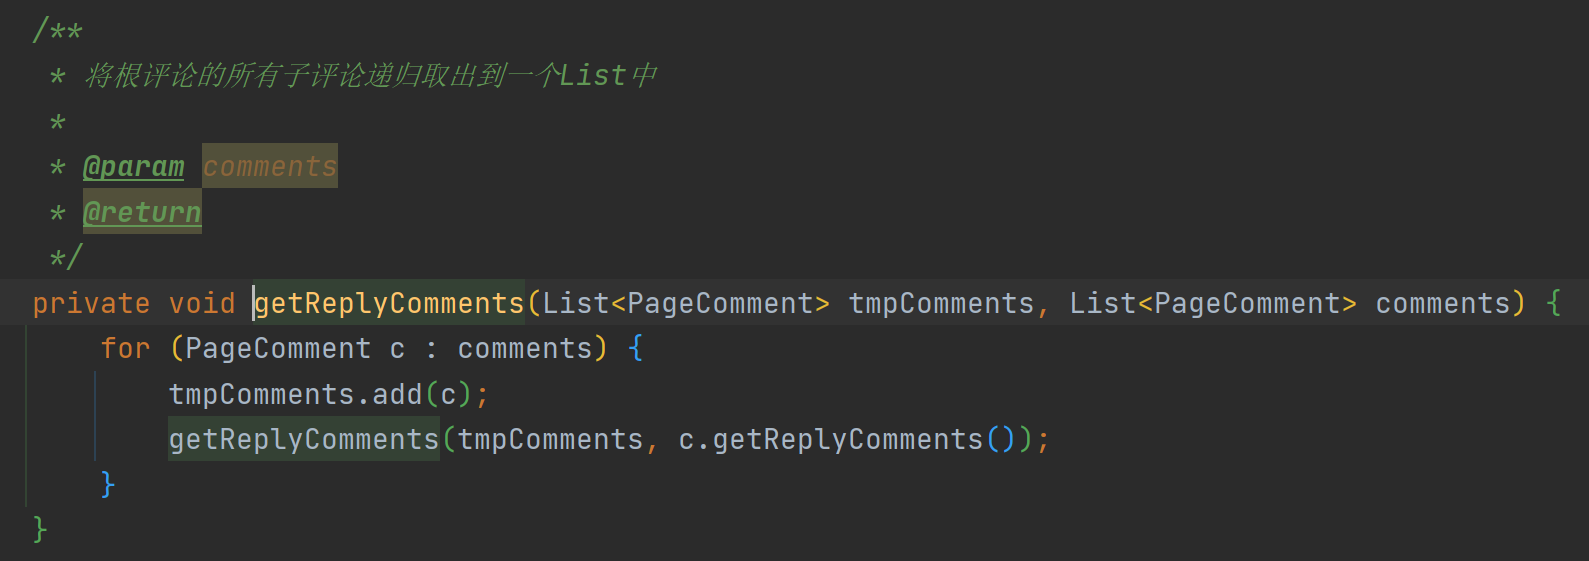 /**
 * 将根评论的所有子评论递归取出到一个List中
 *
 * @param comments
 * @return
 */
private void getReplyComments(List<PageComment> tmpComments, List<PageComment> comments) {
    for (PageComment c : comments) {
        tmpComments.add(c);
        getReplyComments(tmpComments, c.getReplyComments());
    }
}